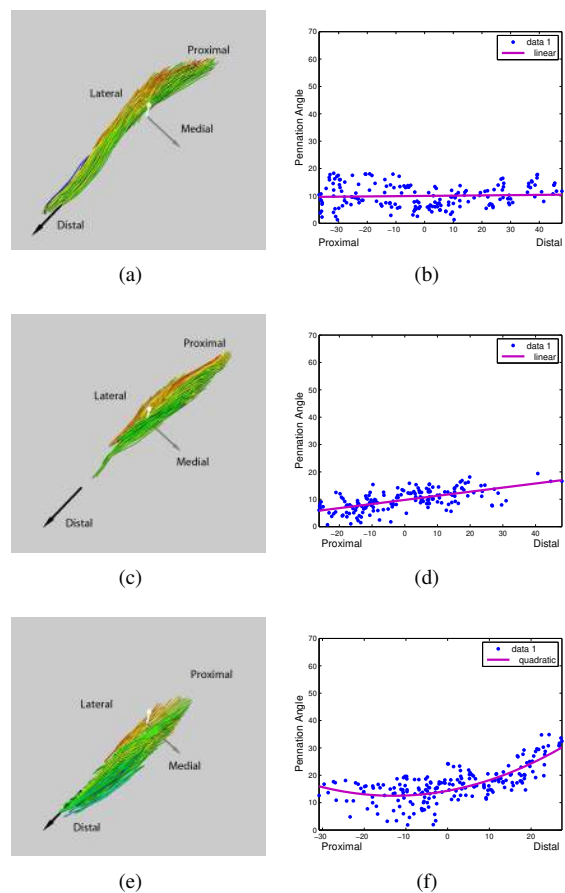 Proximal
Lateral
Medial
Distal
(a)
70
60
50
40
30
20
10
0
Pennation Angle
data 1
linear
−30 −20 −10 0 10 20 30 40
Proximal Distal
(b)
Proximal
Lateral
Medial
Distal
(c)
70
60
50
40
30
20
10
0
Pennation Angle
data 1
linear
−20 −10 0 10 20 30 40
Proximal Distal
(d)
Proximal
Lateral
Medial
Distal
(e)
70
60
50
40
30
20
10
0
Pennation Angle
data 1
quadratic
−30 −20 −10 0 10 20
Proximal Distal
(f)